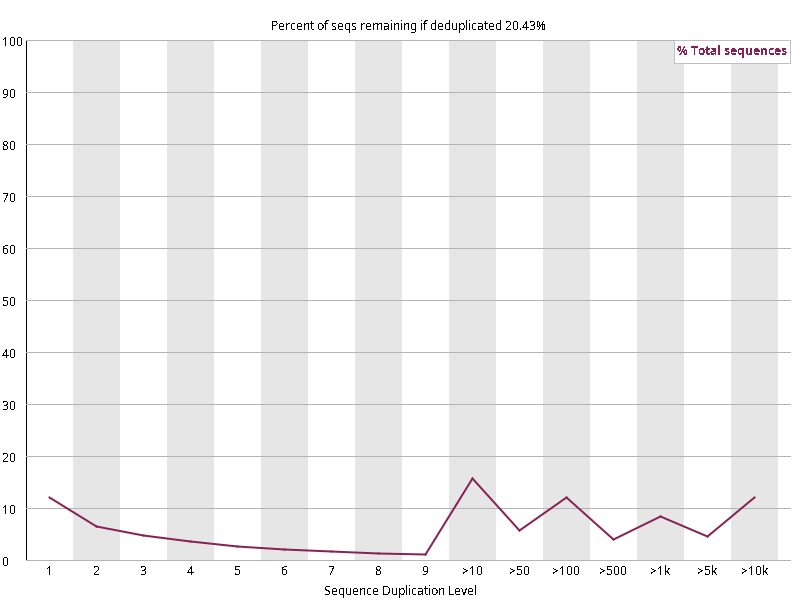 Percent of seqs remaining if deduplicated 20.43%
% Total sequences
100
90
80
70
60
50
40
30
20
10
0
1 2 3 4 5 6 7 8 9 >10 >50 >100 >500 >1k >5k >10k
Sequence Duplication Level